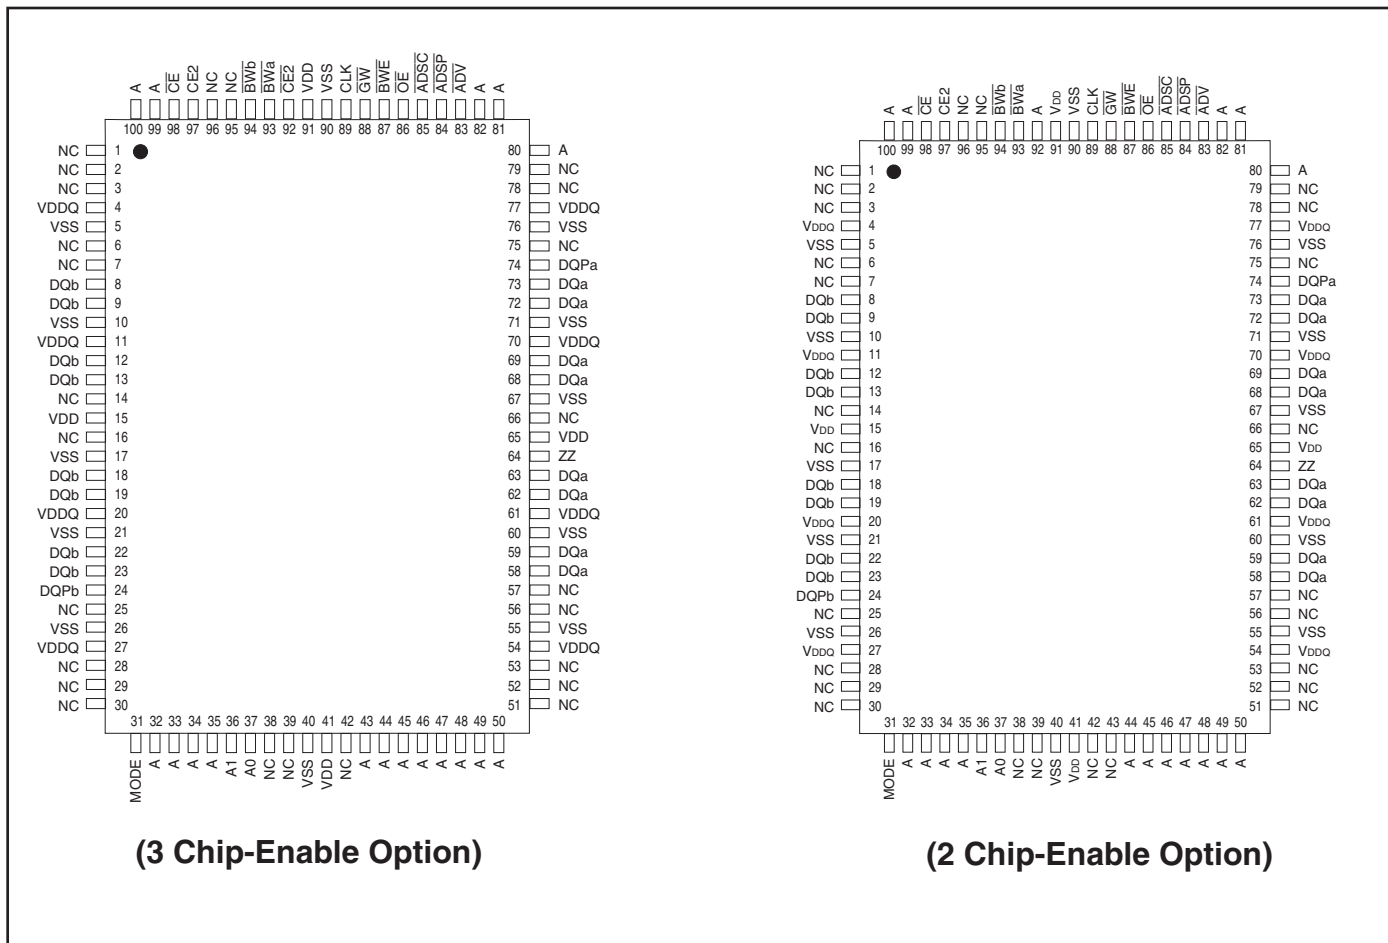 A A CE CE2 NC NC BWb BWa CE2 VDD VSS CLK GW BWE OE ADSC ADSP ADV A A
100 99 98 97 96 95 94 93 92 91 90 89 88 87 86 85 84 83 82 81
NC 1 80 A
NC 2 79 NC
NC 3 78 NC
VDDQ 4 77 VDDQ
VSS 5 76 VSS
NC 6 75 NC
NC 7 74 DQPa
DQb 8 73 DQa
DQb 9 72 DQa
VSS 10 71 VSS
VDDQ 11 70 VDDQ
DQb 12 69 DQa
DQb 13 68 DQa
NC 14 67 VSS
VDD 15 66 NC
NC 16 65 VDD
VSS 17 64 ZZ
DQb 18 63 DQa
DQb 19 62 DQa
VDDQ 20 61 VDDQ
VSS 21 60 VSS
DQb 22 59 DQa
DQb 23 58 DQa
DQPb 24 57 NC
NC 25 56 NC
VSS 26 55 VSS
VDDQ 27 54 VDDQ
NC 28 53 NC
NC 29 52 NC
NC 30 51 NC
31 32 33 34 35 36 37 38 39 40 41 42 43 44 45 46 47 48 49 50
MODE A A A A A1 A0 NC NC VSS VDD NC A A A A A A A A
(3 Chip-Enable Option)
A A CE CE2 NC NC BWb BWa A VDD VSS CLK GW BWE OE ADSC ADSP ADV A A
100 99 98 97 96 95 94 93 92 91 90 89 88 87 86 85 84 83 82 81
NC 1 80 A
NC 2 79 NC
NC 3 78 NC
VDDQ 4 77 VDDQ
VSS 5 76 VSS
NC 6 75 NC
NC 7 74 DQPa
DQb 8 73 DQa
DQb 9 72 DQa
VSS 10 71 VSS
VDDQ 11 70 VDDQ
DQb 12 69 DQa
DQb 13 68 DQa
NC 14 67 VSS
VDD 15 66 NC
NC 16 65 VDD
VSS 17 64 ZZ
DQb 18 63 DQa
DQb 19 62 DQa
VDDQ 20 61 VDDQ
VSS 21 60 VSS
DQb 22 59 DQa
DQb 23 58 DQa
DQPb 24 57 NC
NC 25 56 NC
VSS 26 55 VSS
VDDQ 27 54 VDDQ
NC 28 53 NC
NC 29 52 NC
NC 30 51 NC
31 32 33 34 35 36 37 38 39 40 41 42 43 44 45 46 47 48 49 50
MODE A A A A A1 A0 NC NC VSS VDD NC NC A A A A A A A
(2 Chip-Enable Option)